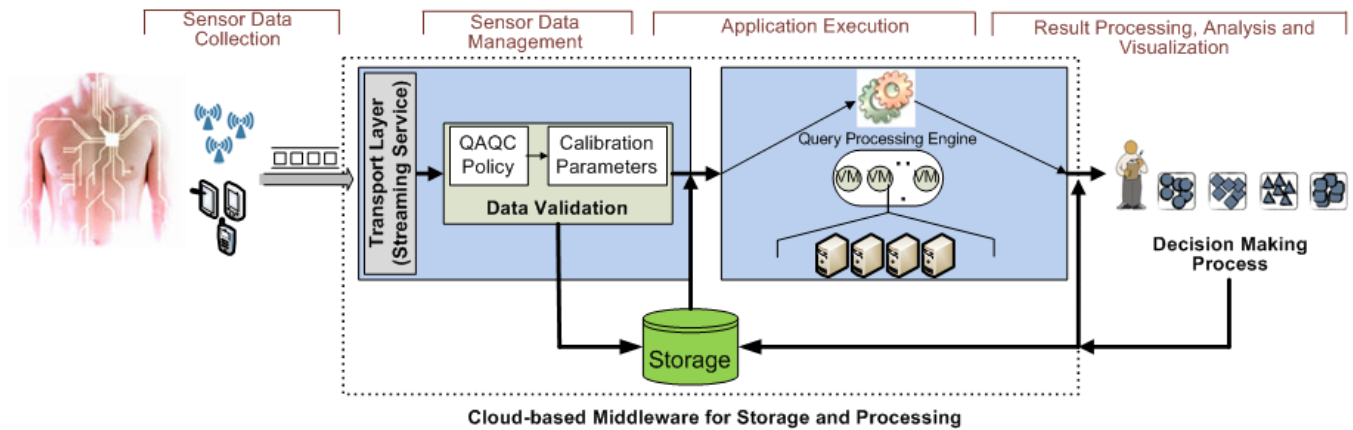 Sensor Data
Collection
Sensor Data
Management
Application Execution
Result Processing, Analysis and
Visualization
Transport Layer
(Streaming Service)
QAQC
Policy
Calibration
Parameters
Data Validation
Query Processing Engine
VM
VM
VM
Decision Making
Process
Storage
Cloud-based Middleware for Storage and Processing